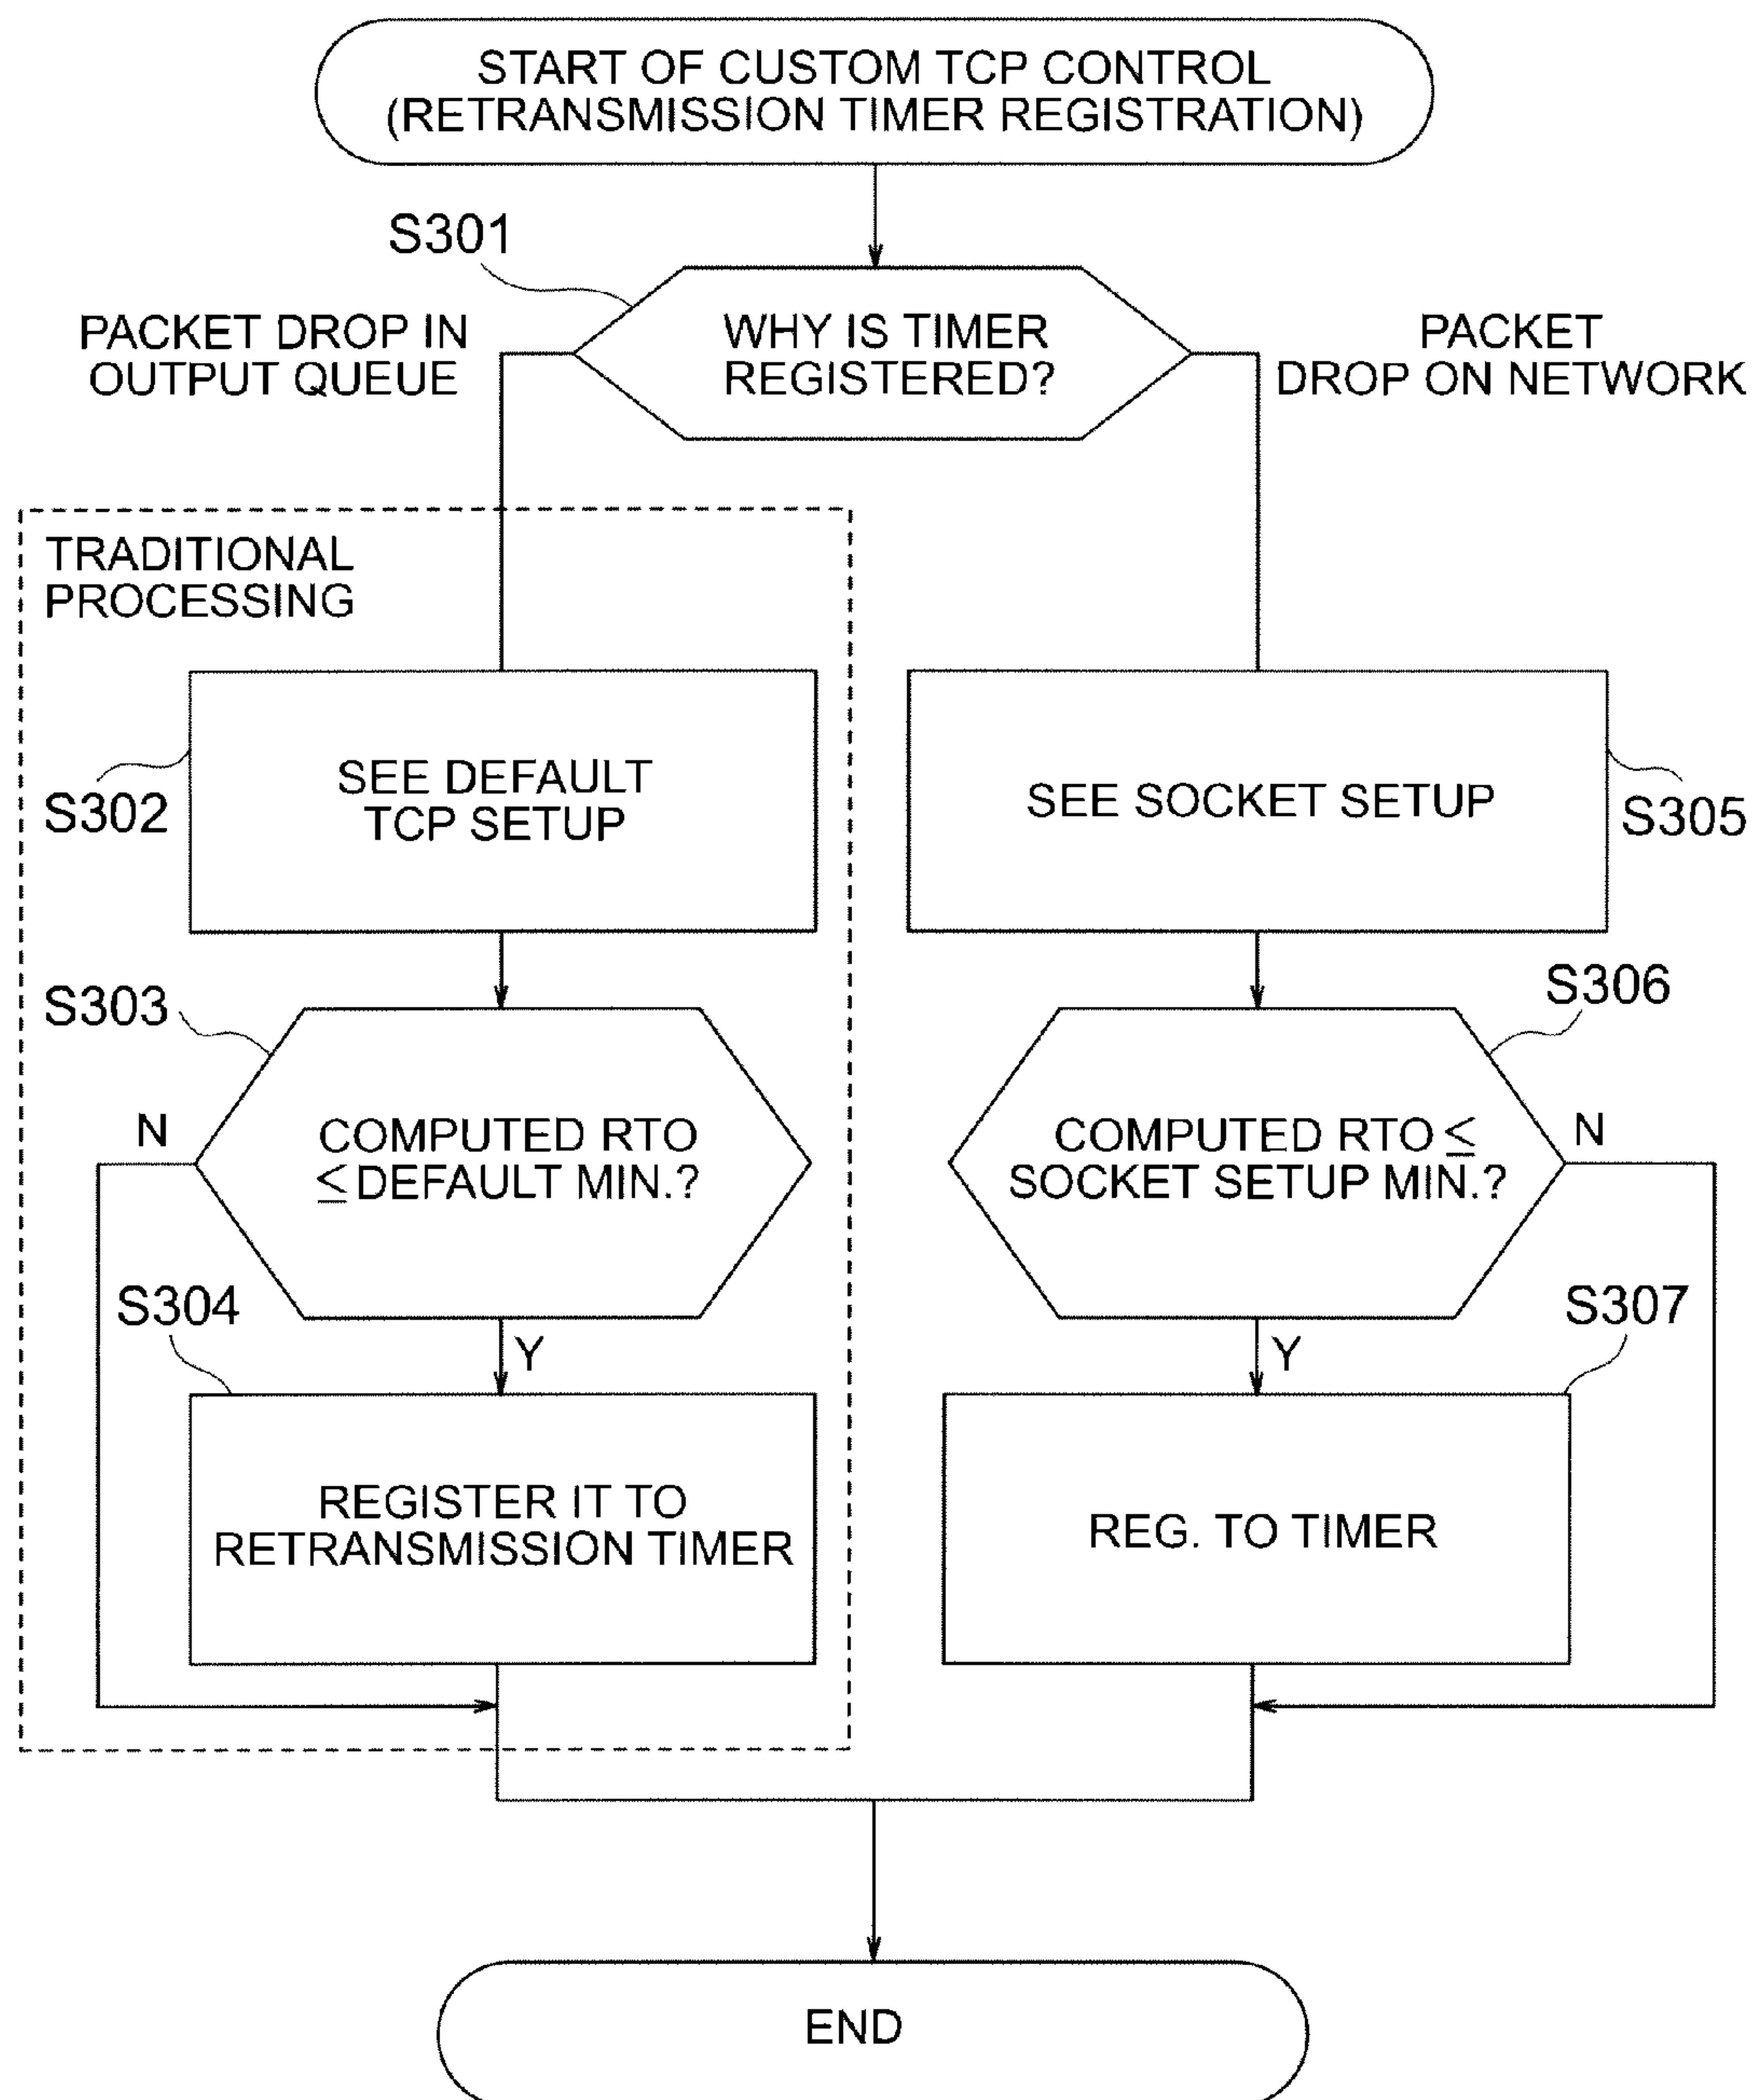 START OF CUSTOM TCP CONTROL
(RETRANSMISSION TIMER REGISTRATION)
S301
PACKET DROP IN
OUTPUT QUEUE
WHY IS TIMER
REGISTERED?
PACKET
DROP ON NETWORK
TRADITIONAL
PROCESSING
S302
SEE DEFAULT
TCP SETUP
SEE SOCKET SETUP
S305
S303
N
COMPUTED RTO
≤ DEFAULT MIN.?
Y
S306
COMPUTED RTO ≤
SOCKET SETUP MIN.?
N
Y
S304
REGISTER IT TO
RETRANSMISSION TIMER
S307
REG. TO TIMER
END